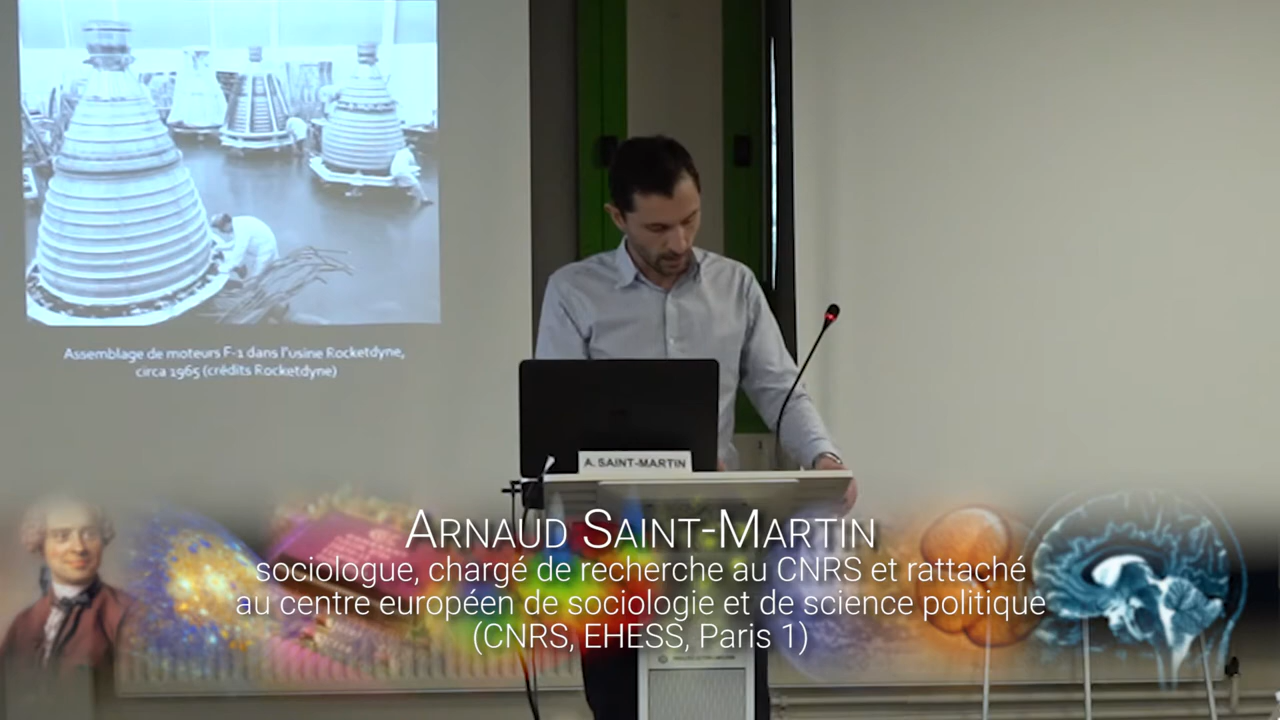 Assemblage de moteurs F-1 dans l'usine Rocketdyne,
circa 1965 (crédits Rocketdyne)
A. SAINT-MARTIN
ARNAUD SAINT-MARTIN
sociologue, chargé de recherche au CNRS et rattaché
au centre européen de sociologie et de science politique
(CNRS, EHESS, Paris 1)